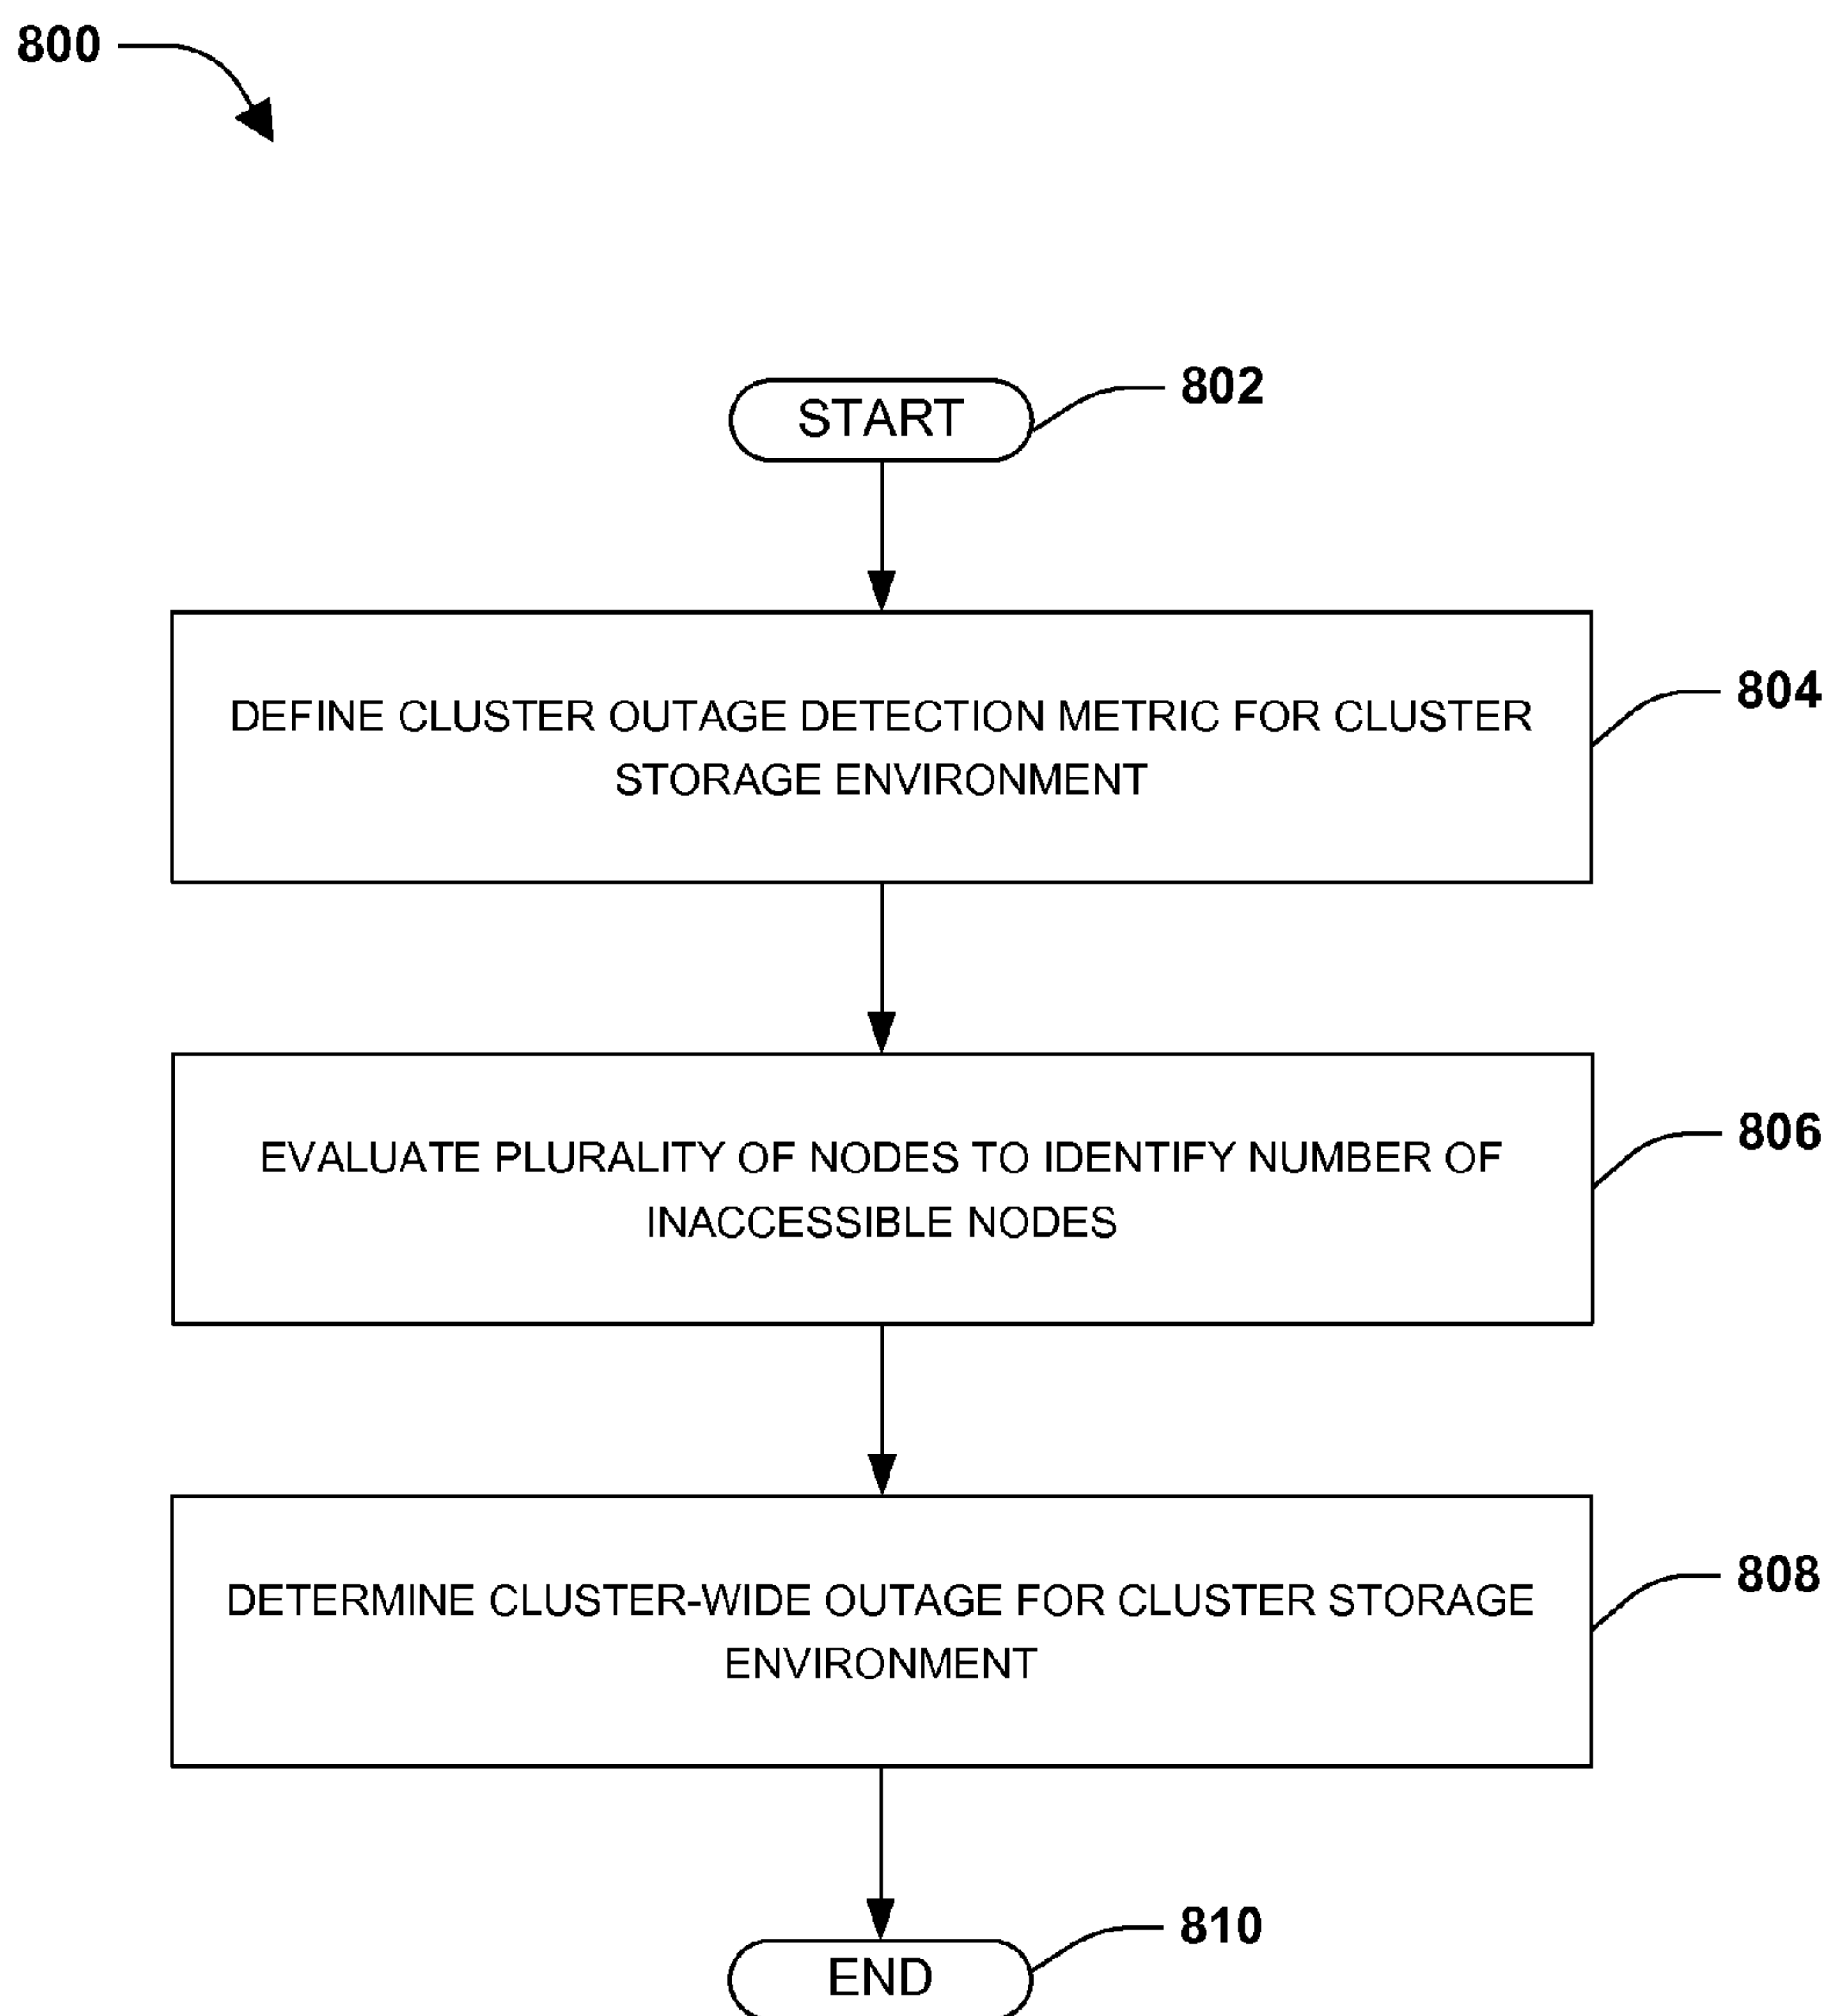 800
START
802
DEFINE CLUSTER OUTAGE DETECTION METRIC FOR CLUSTER
STORAGE ENVIRONMENT
804
EVALUATE PLURALITY OF NODES TO IDENTIFY NUMBER OF
INACCESSIBLE NODES
806
DETERMINE CLUSTER-WIDE OUTAGE FOR CLUSTER STORAGE
ENVIRONMENT
808
END
810